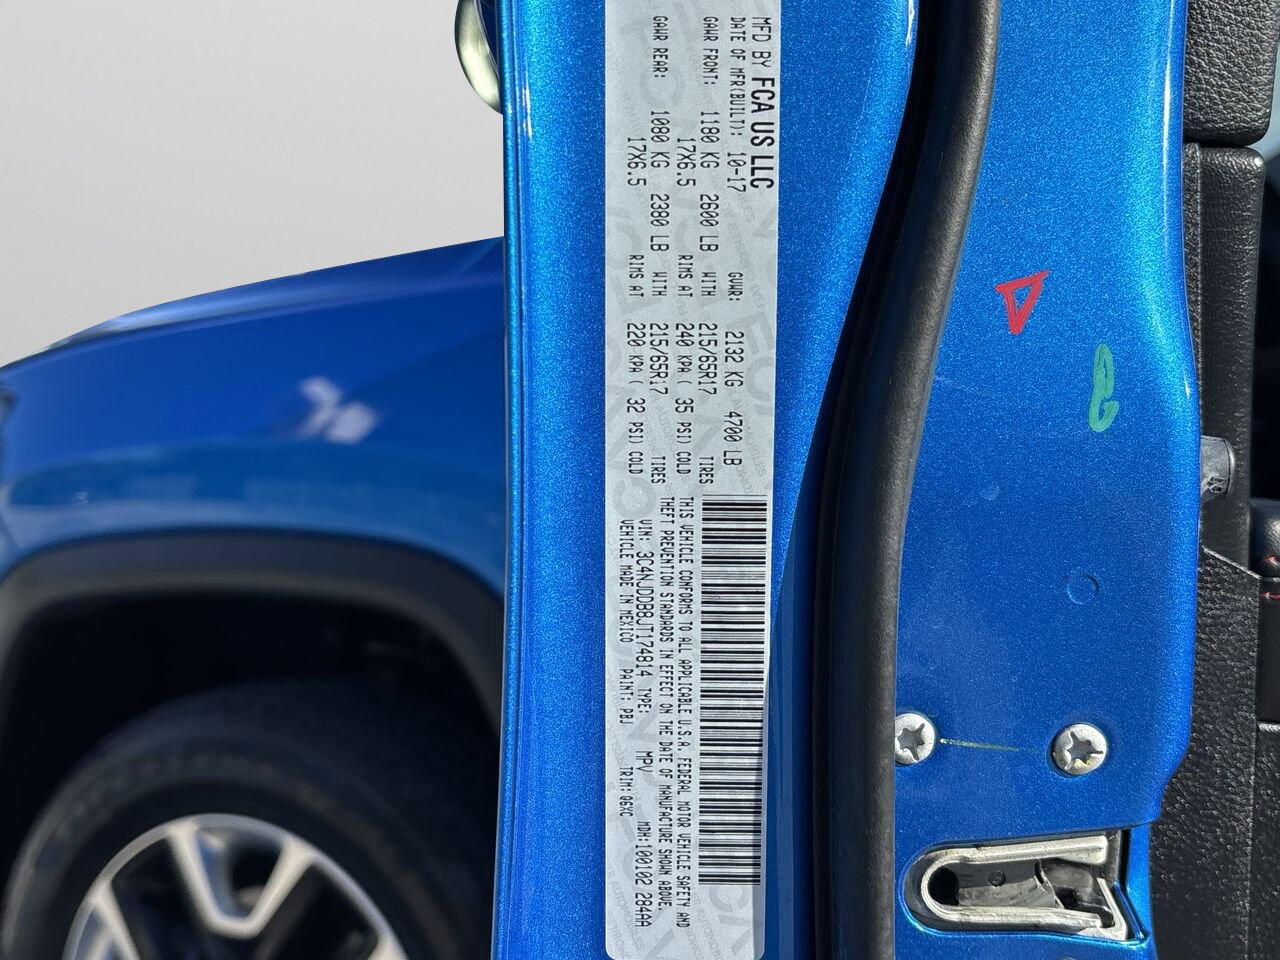 MFD BY FCA US LLC
DATE OF MFR(BUILT): 10-17 GVWR: 2132 KG 4700 LB
GAWR FRONT: 1180 KG 2600 LB WITH 215/65R17 TIRES
17X6.5 RIMS AT 240 KPA ( 35 PSI) COLD
GAWR REAR: 1080 KG 2380 LB WITH 215/65R17 TIRES
17X6.5 RIMS AT 220 KPA ( 32 PSI) COLD
THIS VEHICLE CONFORMS TO ALL APPLICABLE U.S.A. FEDERAL MOTOR VEHICLE SAFETY AND
THEFT PREVENTION STANDARDS IN EFFECT ON THE DATE OF MANUFACTURE SHOWN ABOVE.
VIN: 3C4NJDDB8JT174814 TYPE: MPV MDH:100102 284AA
VEHICLE MADE IN MEXICO PAINT: PBJ TRIM: Q6XC